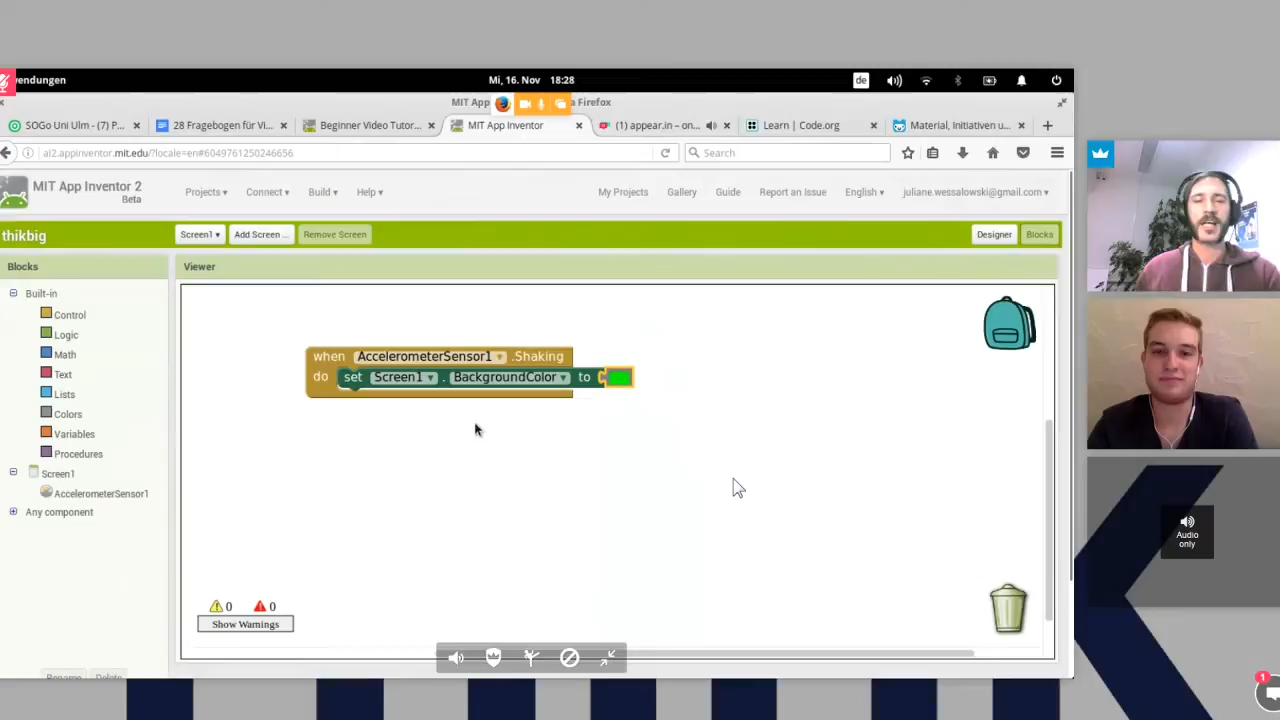 wendungen
Mi, 16. Nov 18:28
de
MIT App
a Firefox
SOGo Uni Ulm - (7) P...
28 Fragebogen für Vi...
Beginner Video Tutor...
MIT App Inventor
(1) appear.in – on...
Learn | Code.org
Material, Initiativen u...
ai2.appinventor.mit.edu/?locale=en#6049761250246656
Search
MIT App Inventor 2
Beta
Projects
Connect
Build
Help
My Projects
Gallery
Guide
Report an Issue
English
juliane.wessalowski@gmail.com
thikbig
Screen1
Add Screen ...
Remove Screen
Designer
Blocks
Blocks
Viewer
Built-in
Control
Logic
Math
Text
Lists
Colors
Variables
Procedures
Screen1
AccelerometerSensor1
Any component
when AccelerometerSensor1 .Shaking
do set Screen1 . BackgroundColor to
0 0
Show Warnings
Rename Delete
Audio
only
1